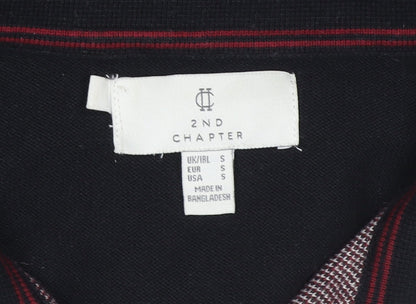 2ND
CHAPTER
UK/IRL S
EUR S
USA S
MADE IN
BANGLADESH